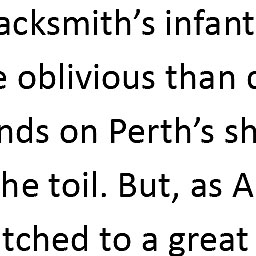 acksmith’s infant
e oblivious than
nds on Perth’s sh
he toil. But, as A
tched to a great